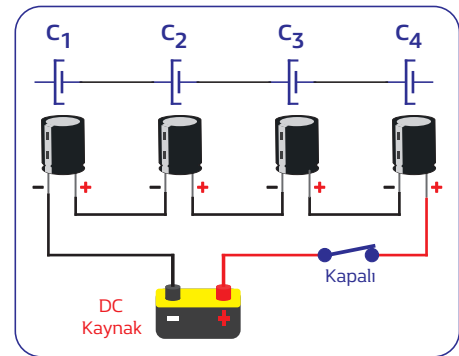 C1 C2 C3 C4
- + - + - + - +
Kapalı
DC
Kaynak
- +